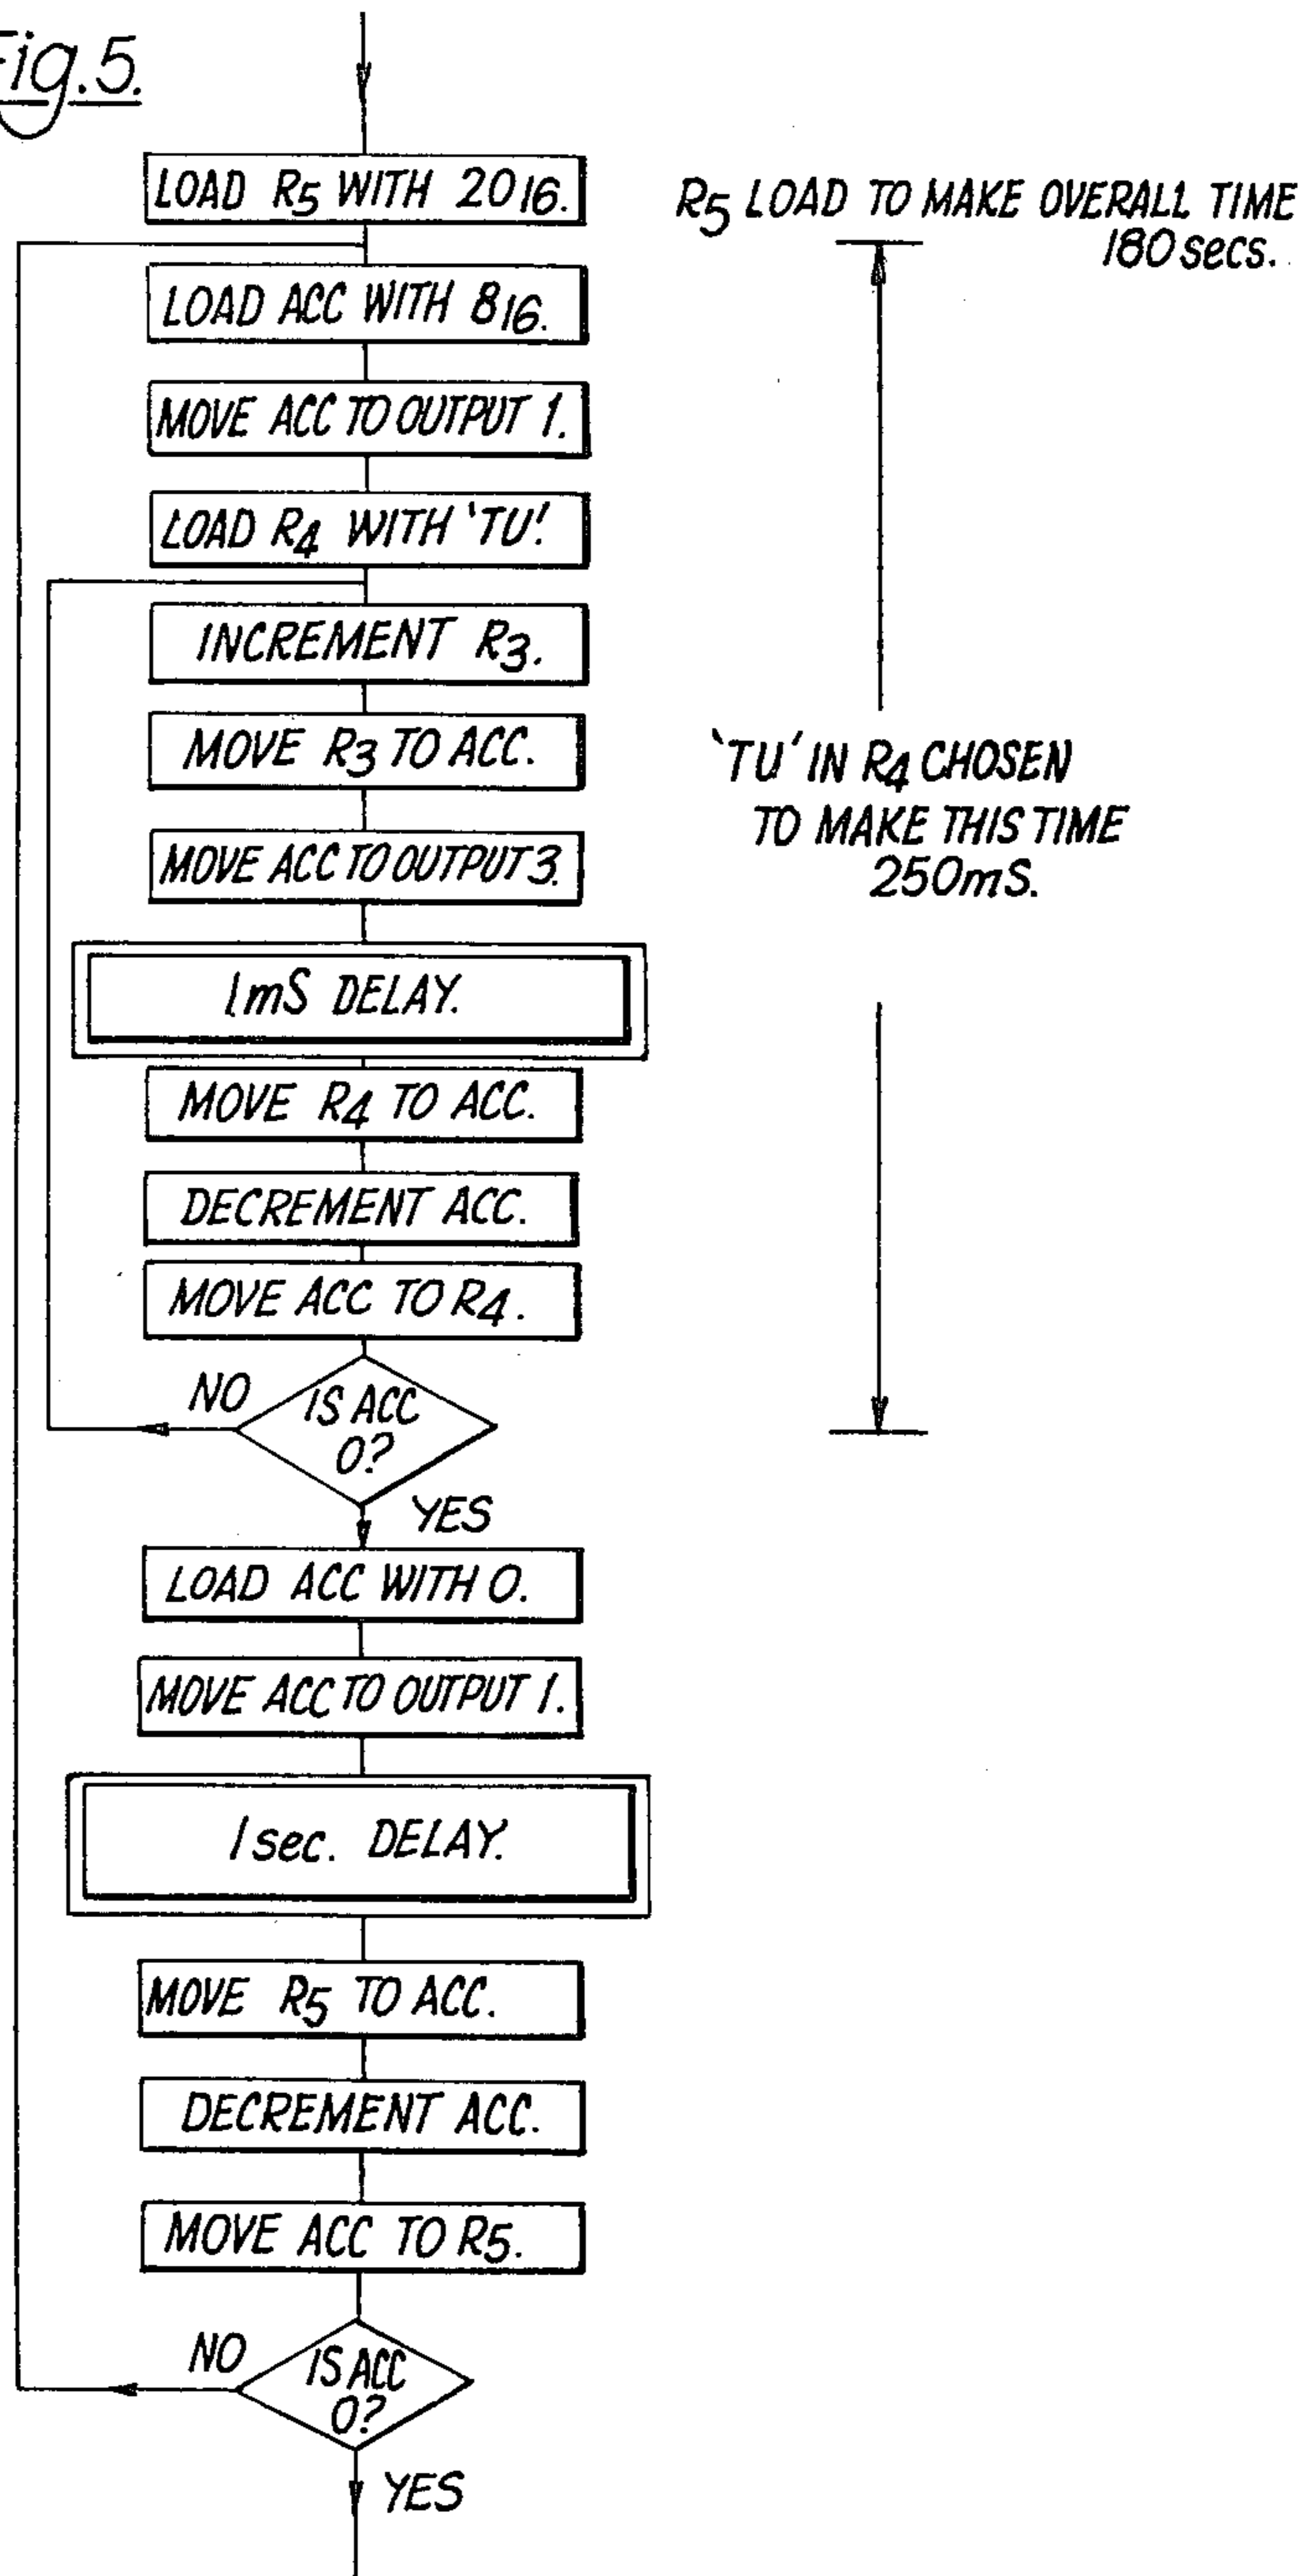 Fig.5.
LOAD R5 WITH 2016.
R5 LOAD TO MAKE OVERALL TIME
180 secs.
LOAD ACC WITH 816.
MOVE ACC TO OUTPUT 1.
LOAD R4 WITH 'TU'.
INCREMENT R3.
MOVE R3 TO ACC.
'TU' IN R4 CHOSEN
TO MAKE THIS TIME
250mS.
MOVE ACC TO OUTPUT 3.
1mS DELAY.
MOVE R4 TO ACC.
DECREMENT ACC.
MOVE ACC TO R4.
NO
IS ACC
0?
YES
LOAD ACC WITH 0.
MOVE ACC TO OUTPUT 1.
1 sec. DELAY.
MOVE R5 TO ACC.
DECREMENT ACC.
MOVE ACC TO R5.
NO
IS ACC
0?
YES